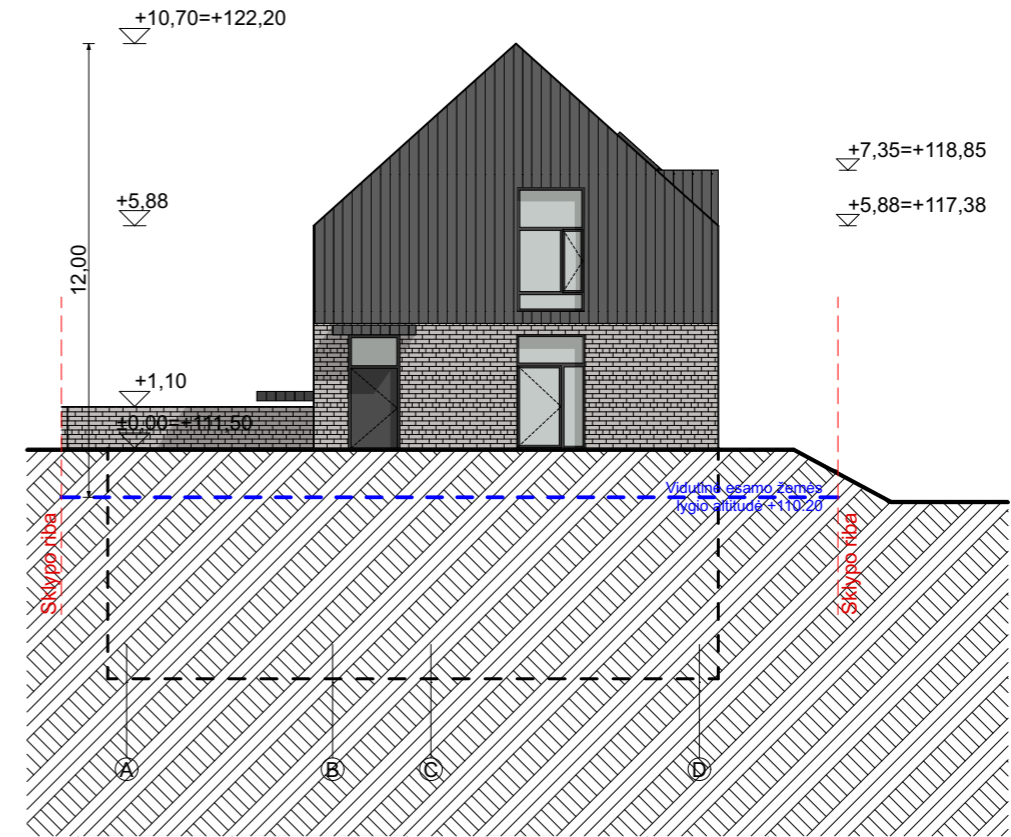 +10,70=+122,20
+7,35=+118,85
+5,88
+5,88=+117,38
12,00
+1,10
±0,00=+111,50
Vidutinė esamo žemės
lygio altitudė +110.20
Sklypo riba
Sklypo riba
A
B
C
D